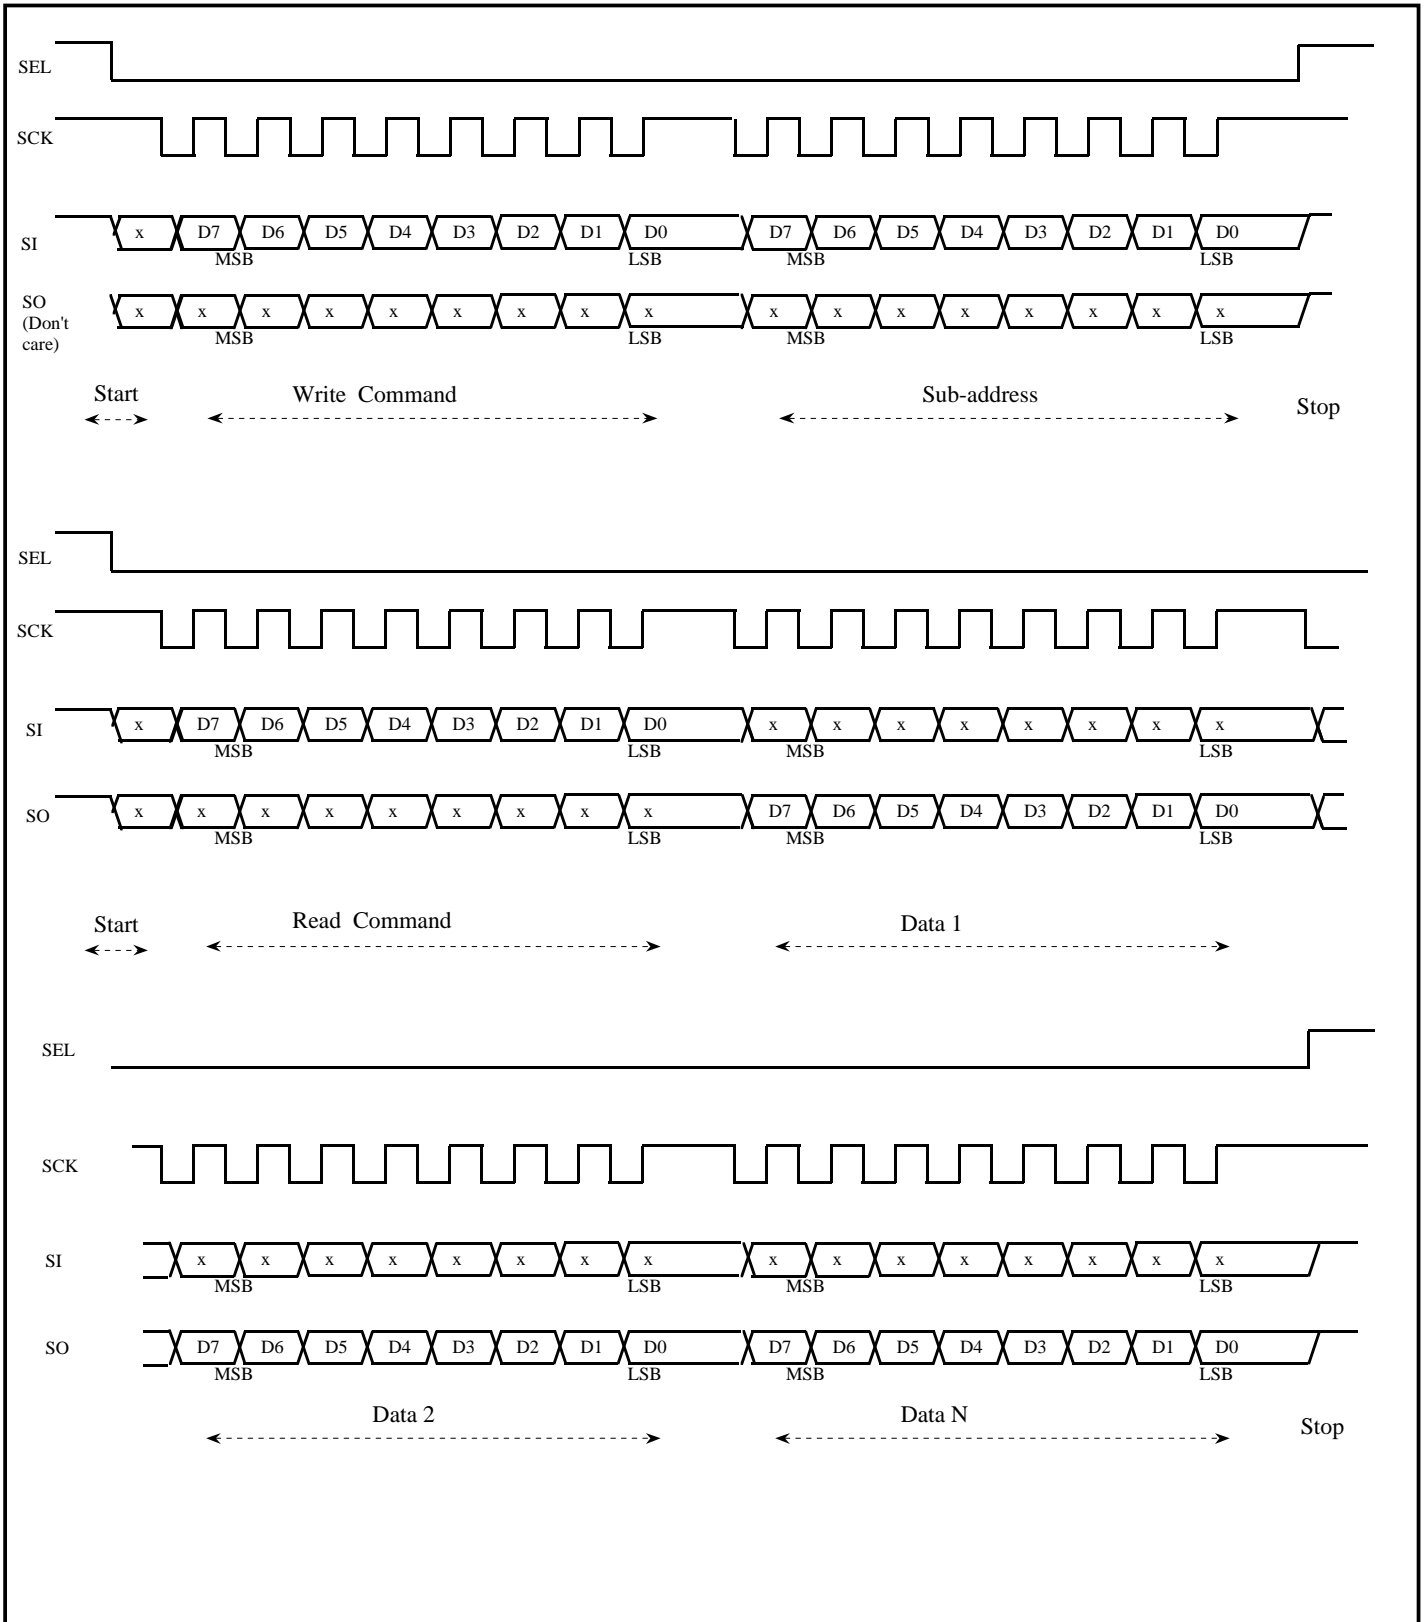 SEL
SCK
SI x D7 D6 D5 D4 D3 D2 D1 D0 D7 D6 D5 D4 D3 D2 D1 D0
MSB LSB MSB LSB
SO
(Don't
care)
x x x x x x x x x x x x x x x x x
MSB LSB MSB LSB
Start Write Command Sub-address Stop
SEL
SCK
SI x D7 D6 D5 D4 D3 D2 D1 D0 x x x x x x x x
MSB LSB MSB LSB
SO x x x x x x x x x D7 D6 D5 D4 D3 D2 D1 D0
MSB LSB MSB LSB
Start Read Command Data 1
SEL
SCK
SI x x x x x x x x x x x x x x x x
MSB LSB MSB LSB
SO D7 D6 D5 D4 D3 D2 D1 D0 D7 D6 D5 D4 D3 D2 D1 D0
MSB LSB MSB LSB
Data 2 Data N Stop